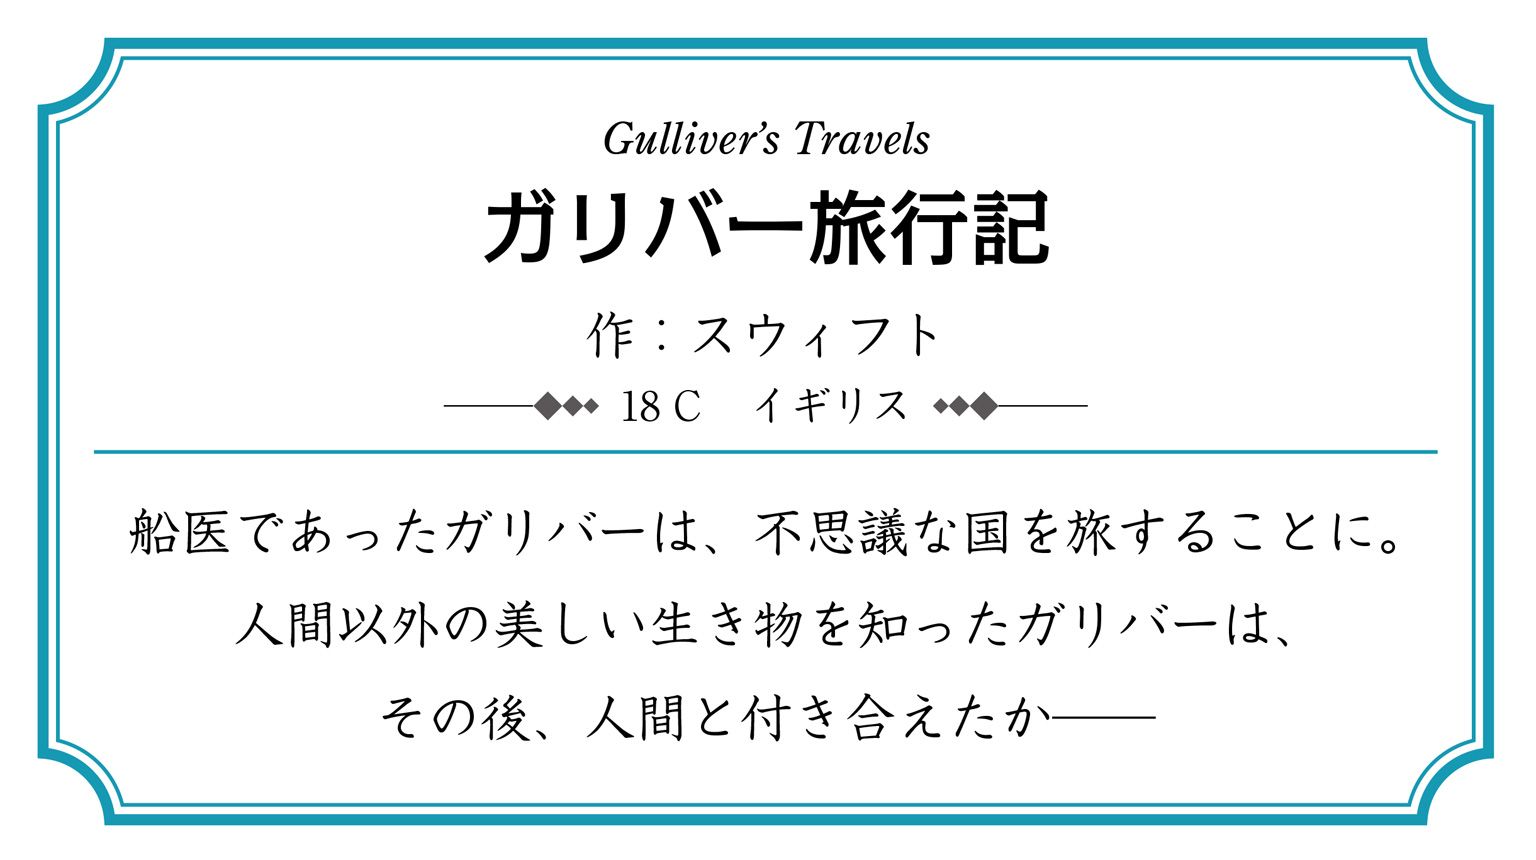 Gulliver’s Travels
ガリバー旅行記
作：スウィフト
18 C　イギリス
船医であったガリバーは、不思議な国を旅することに。
人間以外の美しい生き物を知ったガリバーは、
その後、人間と付き合えたか――